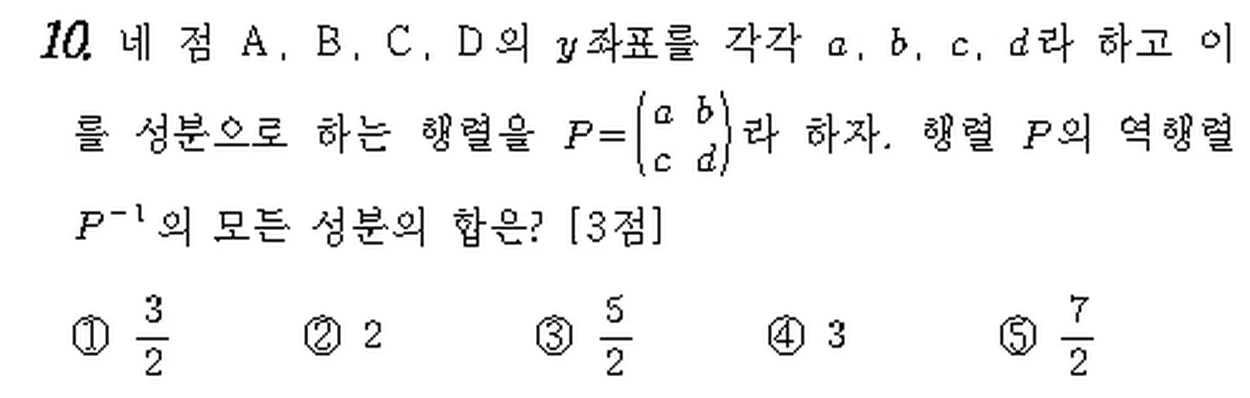 10. 네 점 A, B, C, D의 y좌표를 각각 a, b, c, d라 하고 이
를 성분으로 하는 행렬을 P=(a b
c d)라 하자. 행렬 P의 역행렬
P⁻¹의 모든 성분의 합은? [3점]
① 3/2 ② 2 ③ 5/2 ④ 3 ⑤ 7/2